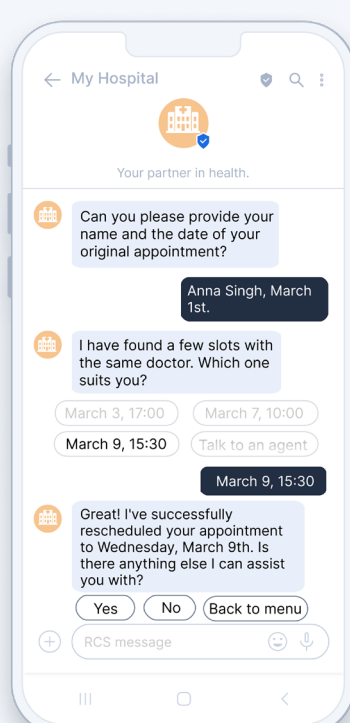 My Hospital
Your partner in health.
Can you please provide your
name and the date of your
original appointment?
Anna Singh, March
1st.
I have found a few slots with
the same doctor. Which one
suits you?
March 3, 17:00
March 7, 10:00
March 9, 15:30
Talk to an agent
March 9, 15:30
Great! I've successfully
rescheduled your appointment
to Wednesday, March 9th. Is
there anything else I can assist
you with?
Yes
No
Back to menu
RCS message